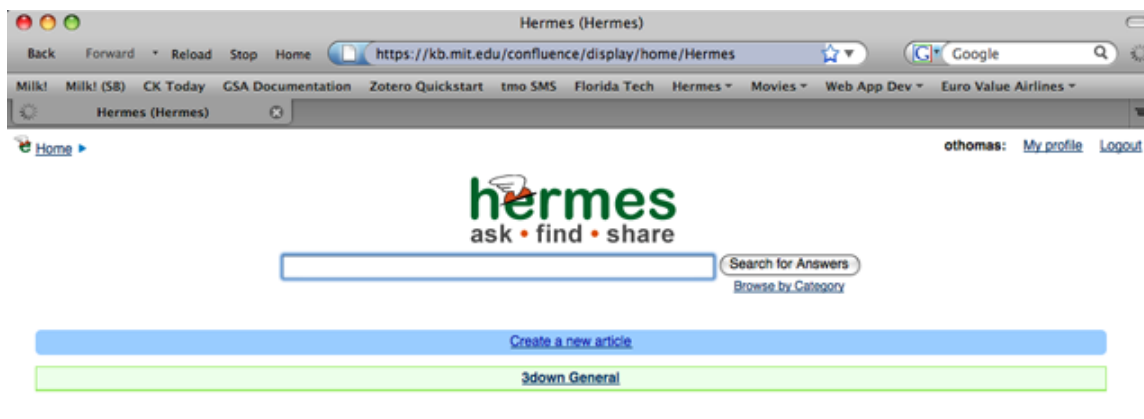 Hermes (Hermes)
Back Forward Reload Stop Home https://kb.mit.edu/confluence/display/home/Hermes Google
Milk! Milk! (SB) CK Today GSA Documentation Zotero Quickstart tmo SMS Florida Tech Hermes Movies Web App Dev Euro Value Airlines
Hermes (Hermes)
Home othomas: My profile Logout
hermes
ask • find • share
Search for Answers
Browse by Category
Create a new article
3down General